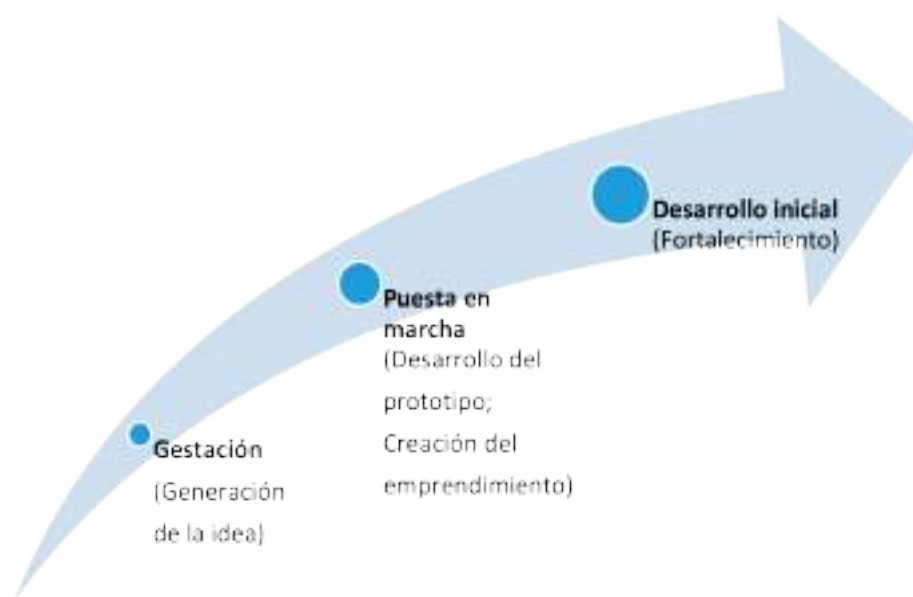 Desarrollo inicial
(Fortalecimiento)
Puesta en
marcha
(Desarrollo del
prototipo;
Creación del
emprendimiento)
Gestación
(Generación
de la idea)